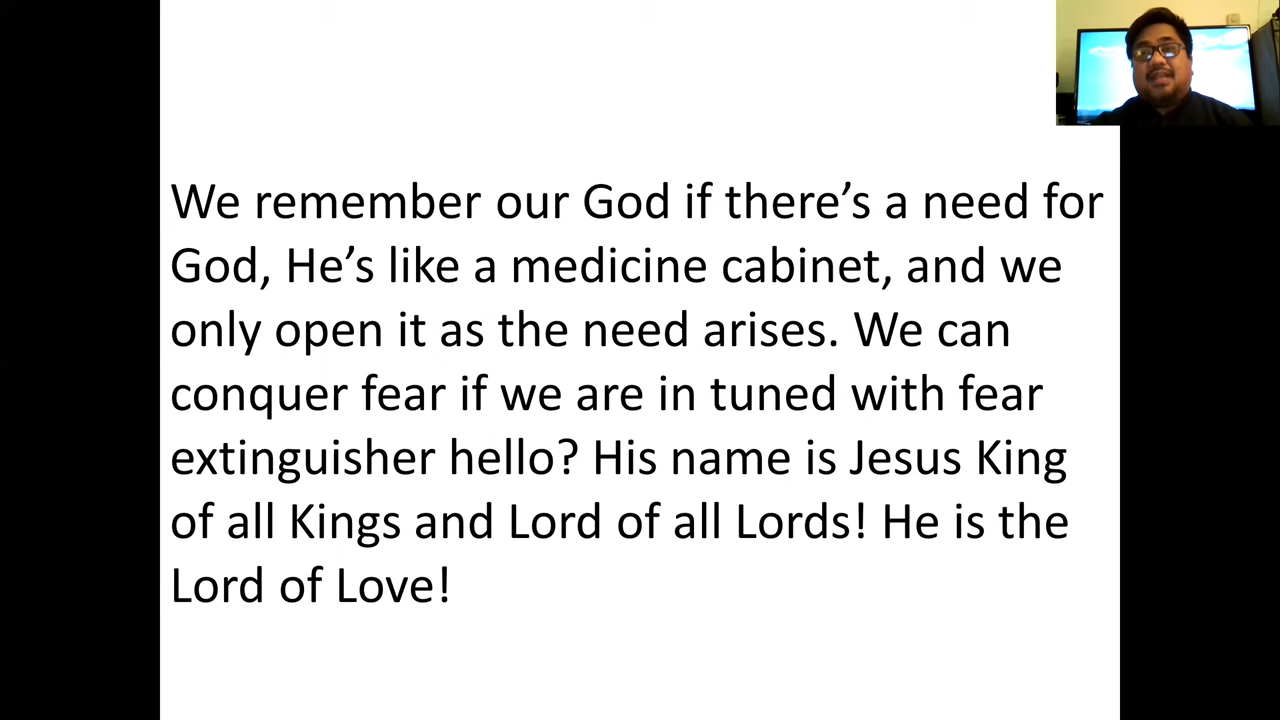 We remember our God if there’s a need for
God, He’s like a medicine cabinet, and we
only open it as the need arises. We can
conquer fear if we are in tuned with fear
extinguisher hello? His name is Jesus King
of all Kings and Lord of all Lords! He is the
Lord of Love!